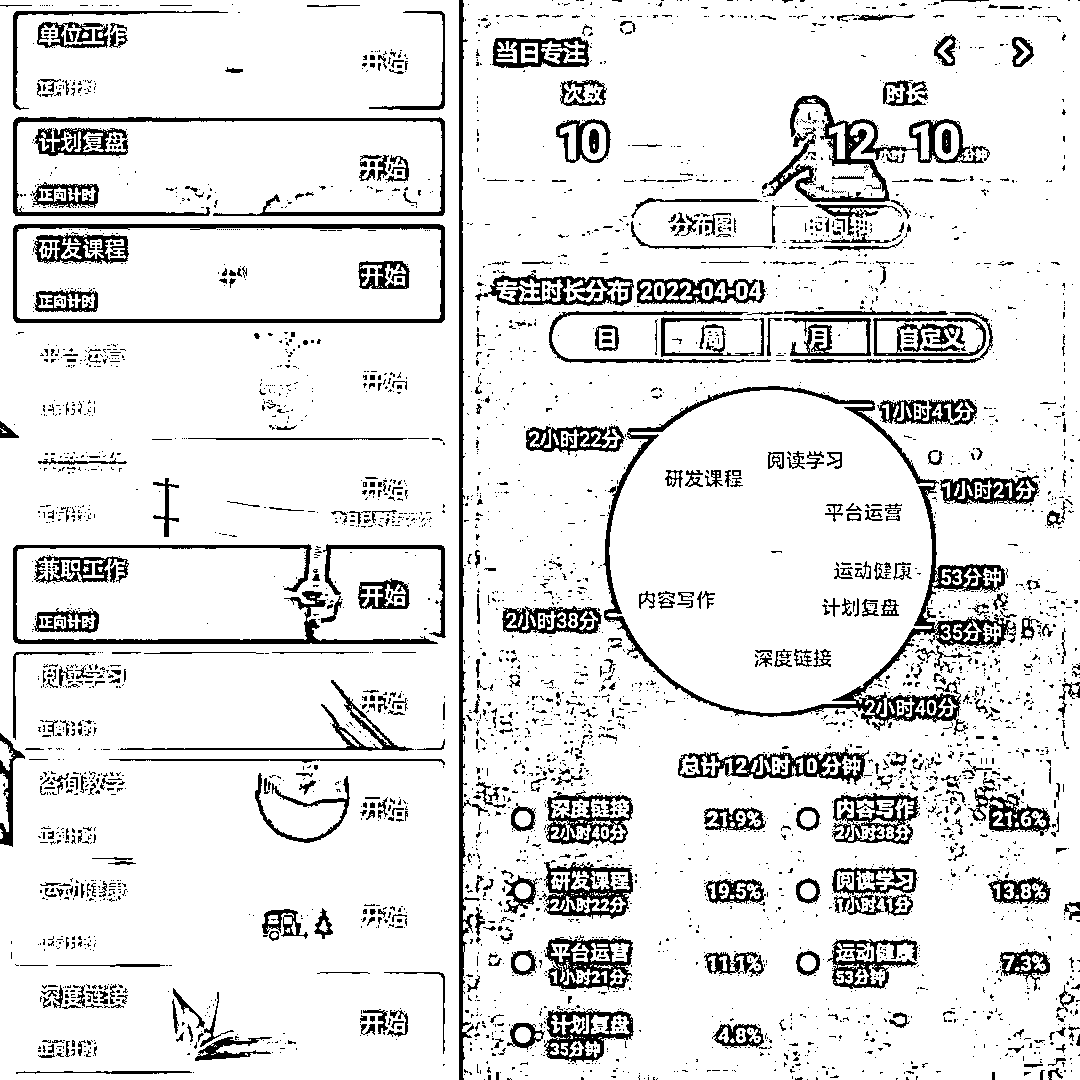 单位工作
开始
正向计时
计划复盘
开始
正向计时
研发课程
开始
正向计时
平台运营
开始
正向计时
开始
正向计时
兼职工作
开始
正向计时
阅读学习
开始
正向计时
咨询教学
开始
正向计时
运动健康
开始
正向计时
深度链接
开始
正向计时
当日专注
次数
时长
10
12小时10分钟
分布图
时间钟
专注时长分布 2022-04-04
日
周
月
自定义
1小时41分
2小时22分
阅读学习
研发课程
1小时21分
平台运营
运动健康
53分钟
内容写作
计划复盘
2小时38分
35分钟
深度链接
2小时40分
总计12小时10分钟
深度链接
21.9%
2小时40分
内容写作
21.6%
2小时38分
研发课程
19.5%
2小时22分
阅读学习
13.8%
1小时41分
平台运营
11.1%
1小时21分
运动健康
7.3%
53分钟
计划复盘
4.8%
35分钟